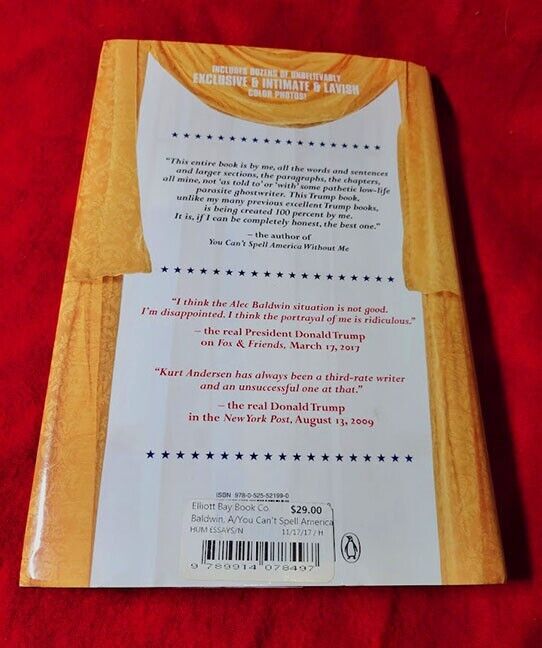 INCLUDES DOZENS OF UNBELIEVABLY
EXCLUSIVE & INTIMATE & LAVISH
COLOR PHOTOS!
"This entire book is by me, all the words and sentences
and larger sections, the paragraphs, the chapters,
all mine, not 'as told to' or 'with' some pathetic low-life
parasite ghostwriter. This Trump book,
unlike my many previous excellent Trump books,
is being created 100 percent by me.
It is, if I can be completely honest, the best one."
– the author of
You Can't Spell America Without Me
"I think the Alec Baldwin situation is not good.
I'm disappointed. I think the portrayal of me is ridiculous."
– the real President Donald Trump
on Fox & Friends, March 17, 2017
"Kurt Andersen has always been a third-rate writer
and an unsuccessful one at that."
– the real Donald Trump
in the New York Post, August 13, 2009
ISBN 978-0-525-52199-0
Elliott Bay Book Co. $29.00
Baldwin, A/You Can't Spell America
HUM ESSAYS/N 11/17/17 / H
9 789914 078497